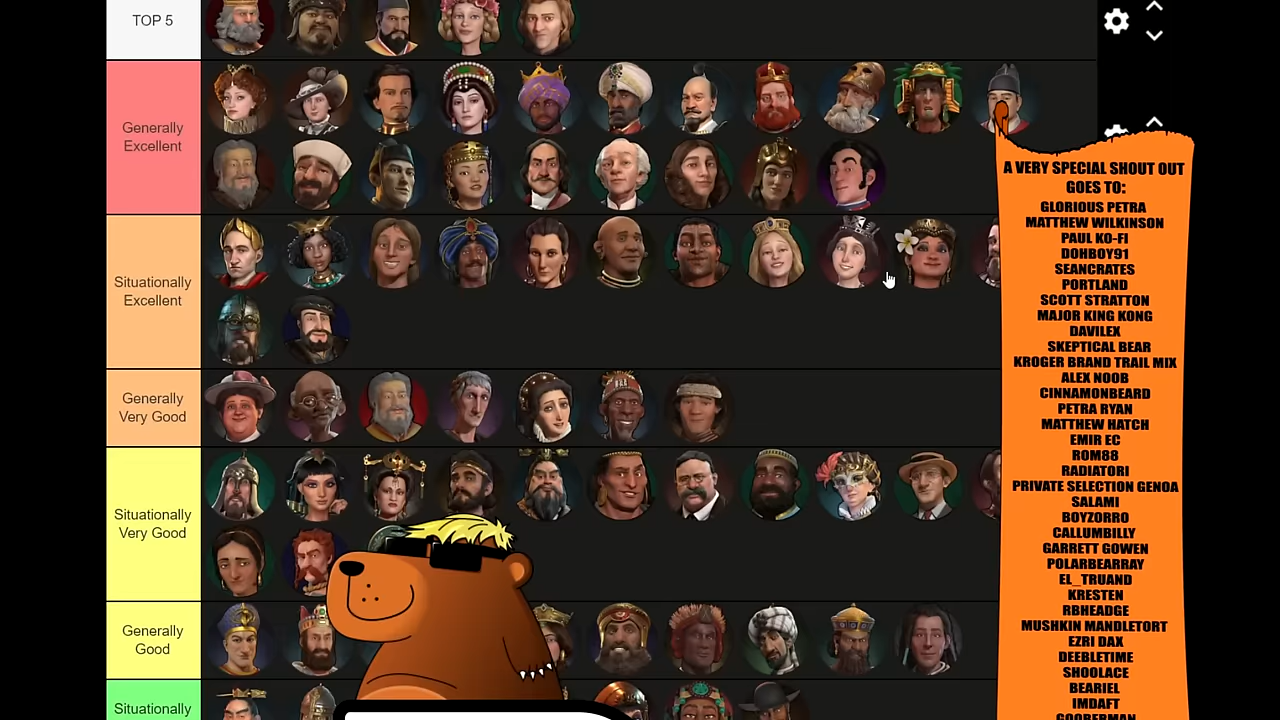 TOP 5
Generally
Excellent
Situationally
Excellent
Generally
Very Good
Situationally
Very Good
Generally
Good
Situationally
A VERY SPECIAL SHOUT OUT
GOES TO:
GLORIOUS PETRA
MATTHEW WILKINSON
PAUL KO-FI
DOHBOY91
SEANCRATES
PORTLAND
SCOTT STRATTON
MAJOR KING KONG
DAVILEX
SKEPTICAL BEAR
KROGER BRAND TRAIL MIX
ALEX NOOB
CINNAMONBEARD
PETRA RYAN
MATTHEW HATCH
EMIR EC
ROM88
RADIATORI
PRIVATE SELECTION GENOA
SALAMI
BOYZORRO
CALLUMBILLY
GARRETT GOWEN
POLARBEARRAY
EL_TRUAND
KRESTEN
RBHEADGE
MUSHKIN MANDLETORT
EZRI DAX
DEEBLETIME
SHOOLACE
BEARIEL
IMDAFT
GOOBERMAN